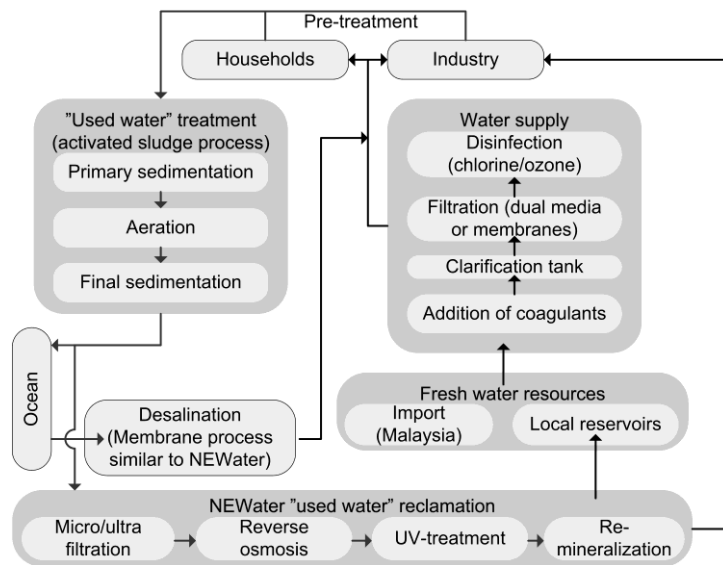 Pre-treatment
Households
Industry
”Used water” treatment
(activated sludge process)
Primary sedimentation
Aeration
Final sedimentation
Water supply
Disinfection
(chlorine/ozone)
Filtration (dual media
or membranes)
Clarification tank
Addition of coagulants
Ocean
Desalination
(Membrane process
similar to NEWater)
Fresh water resources
Import
(Malaysia)
Local reservoirs
NEWater ”used water” reclamation
Micro/ultra
filtration
Reverse
osmosis
UV-treatment
Re-
mineralization